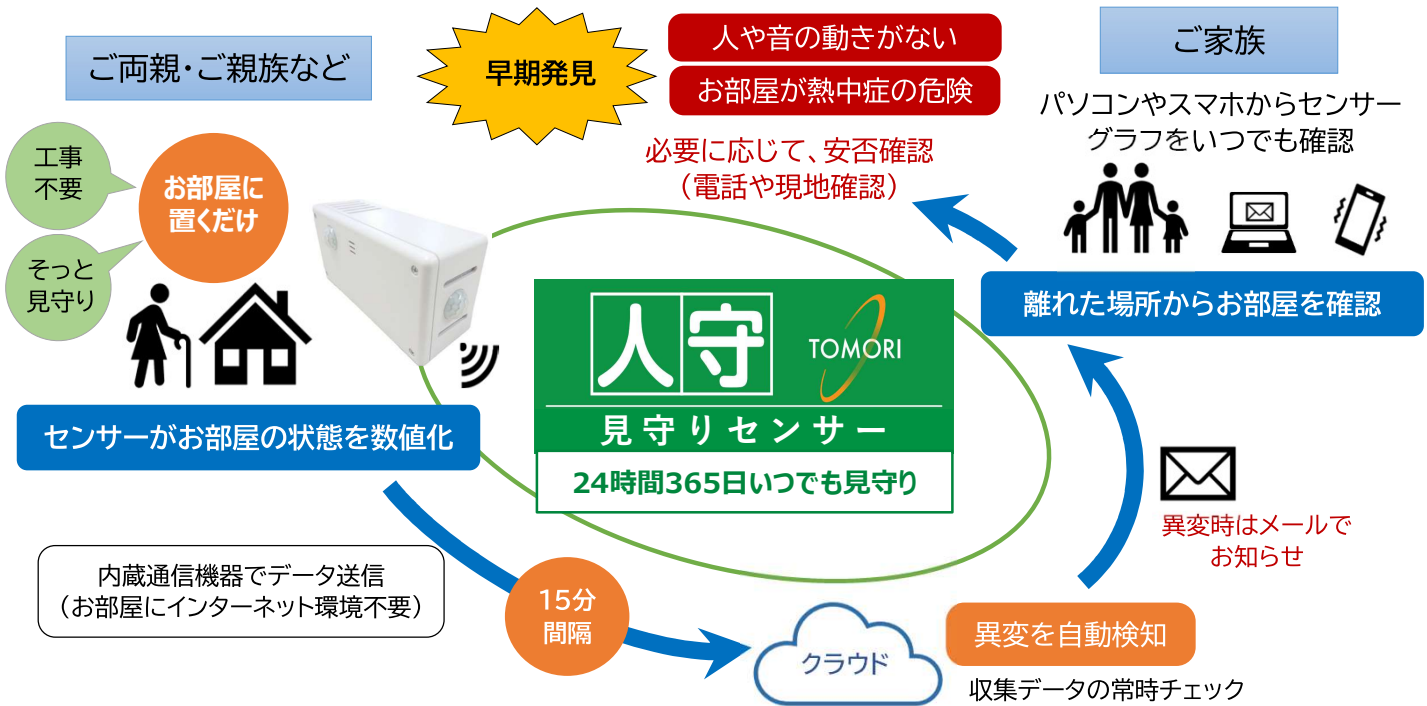 ご両親・ご親族など
工事
不要
お部屋に
置くだけ
そっと
見守り
センサーがお部屋の状態を数値化
内蔵通信機器でデータ送信
（お部屋にインターネット環境不要）
15分
間隔
クラウド
異変を自動検知
収集データの常時チェック
異変時はメールで
お知らせ
ご家族
パソコンやスマホからセンサー
グラフをいつでも確認
離れた場所からお部屋を確認
早期発見
人や音の動きがない
お部屋が熱中症の危険
必要に応じて、安否確認
（電話や現地確認）
人守
TOMORI
見守りセンサー
24時間365日いつでも見守り